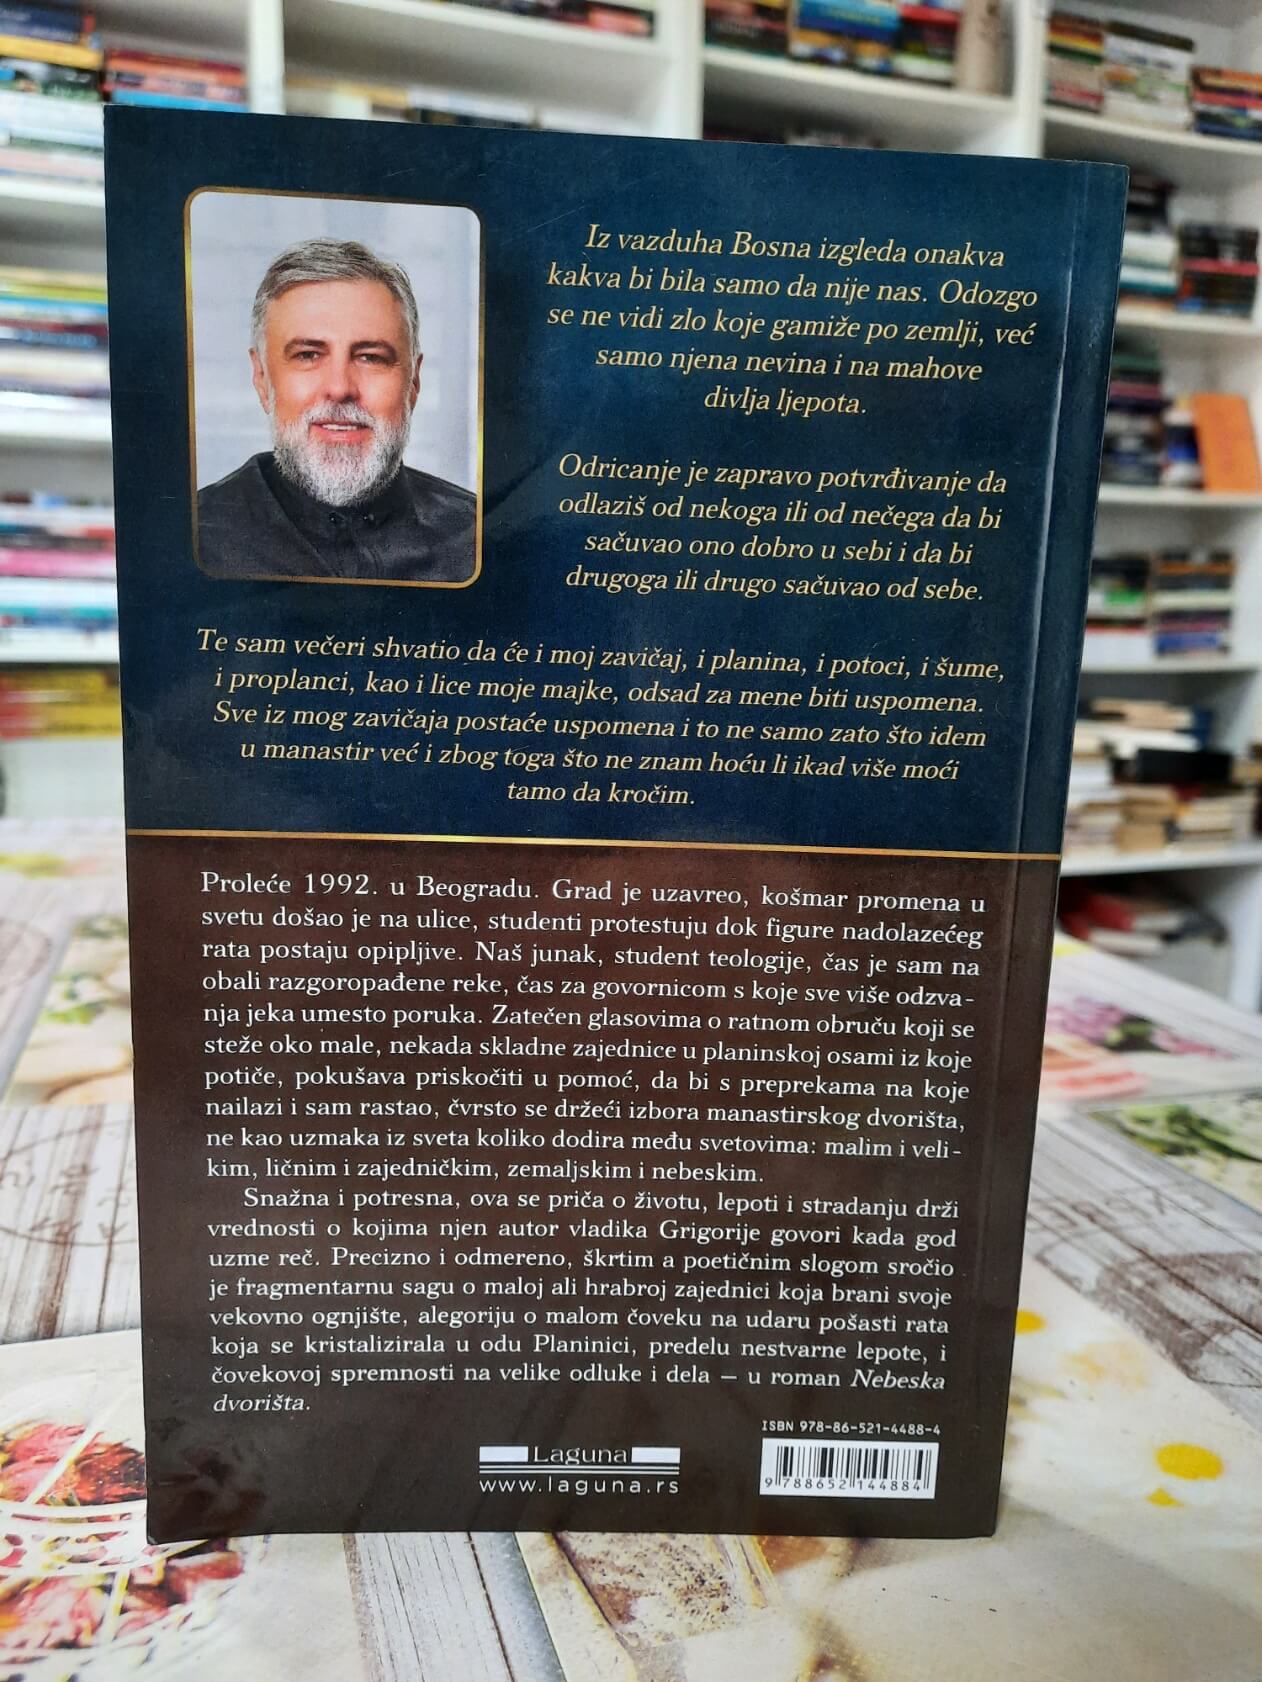 Iz vazduha Bosna izgleda onakva
kakva bi bila samo da nije nas. Odozgo
se ne vidi zlo koje gamiže po zemlji, već
samo njena nevina i na mahove
divlja ljepota.
Odricanje je zapravo potvrđivanje da
odlaziš od nekoga ili od nečega da bi
sačuvao ono dobro u sebi i da bi
drugoga ili drugo sačuvao od sebe.
Te sam večeri shvatio da će i moj zavičaj, i planina, i potoci, i šume,
i proplanci, kao i lice moje majke, odsad za mene biti uspomena.
Sve iz mog zavičaja postaće uspomena i to ne samo zato što idem
u manastir već i zbog toga što ne znam hoću li ikad više moći
tamo da kročim.
Proleće 1992. u Beogradu. Grad je uzavreo, košmar promena u
svetu došao je na ulice, studenti protestuju dok figure nadolazećeg
rata postaju opipljive. Naš junak, student teologije, čas je sam na
obali razgoropađene reke, čas za govornicom s koje sve više odzva-
nja jeka umesto poruka. Zatečen glasovima o ratnom obruču koji se
steže oko male, nekada skladne zajednice u planinskoj osami iz koje
potiče, pokušava priskočiti u pomoć, da bi s preprekama na koje
nailazi i sam rastao, čvrsto se držeći izbora manastirskog dvorišta,
ne kao uzmaka iz sveta koliko dodira među svetovima: malim i veli-
kim, ličnim i zajedničkim, zemaljskim i nebeskim.
Snažna i potresna, ova se priča o životu, lepoti i stradanju drži
vrednosti o kojima njen autor vladika Grigorije govori kada god
uzme reč. Precizno i odmereno, škrtim a poetičnim slogom sročio
je fragmentarnu sagu o maloj ali hrabroj zajednici koja brani svoje
vekovno ognjište, alegoriju o malom čoveku na udaru pošasti rata
koja se kristalizirala u odu Planinici, predelu nestvarne lepote, i
čovekovoj spremnosti na velike odluke i dela – u roman Nebeska
dvorišta.
ISBN 978-86-521-4488-4
Laguna
www.laguna.rs
9 788652 144884